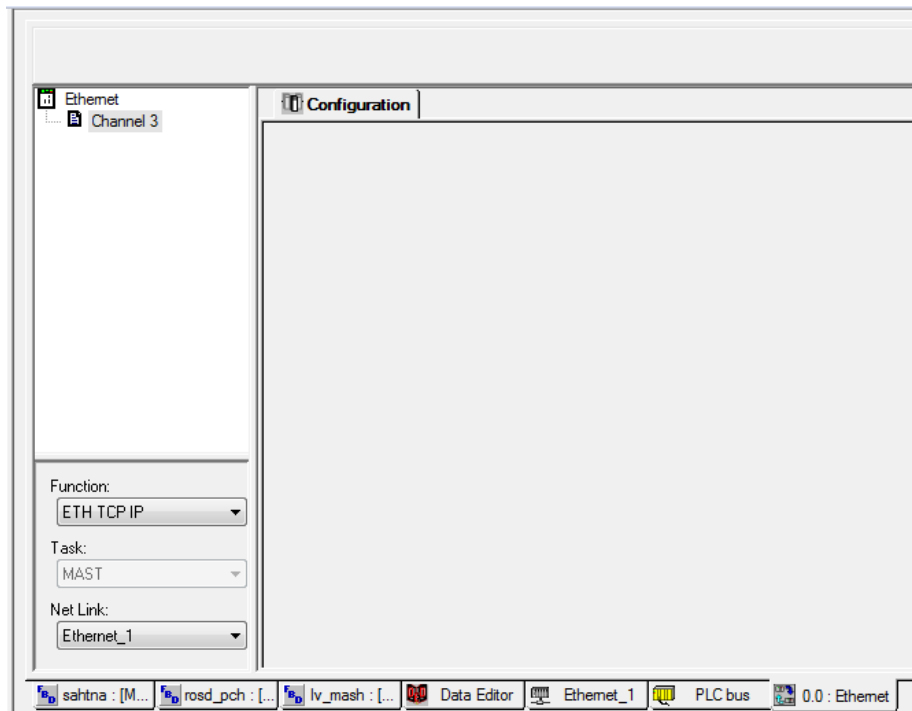 Ethernet
Channel 3
Configuration
Function:
ETH TCP IP
Task:
MAST
Net Link:
Ethernet_1
sahtna : [M... rosd_pch : [... lv_mash : [... Data Editor Ethernet_1 PLC bus 0.0 : Ethernet